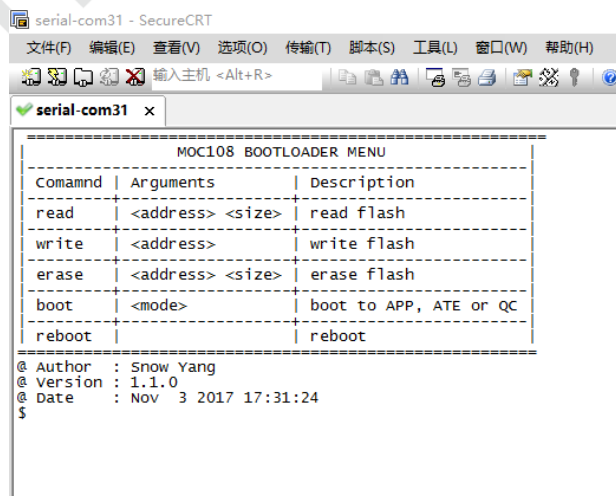 serial-com31 - SecureCRT
文件(F) 编辑(E) 查看(V) 选项(O) 传输(T) 脚本(S) 工具(L) 窗口(W) 帮助(H)
输入主机 <Alt+R>
serial-com31 x
MOC108 BOOTLOADER MENU
Comamnd | Arguments | Description
read | <address> <size> | read flash
write | <address> | write flash
erase | <address> <size> | erase flash
boot | <mode> | boot to APP, ATE or QC
reboot | | reboot
@ Author : Snow Yang
@ Version : 1.1.0
@ Date : Nov 3 2017 17:31:24
$